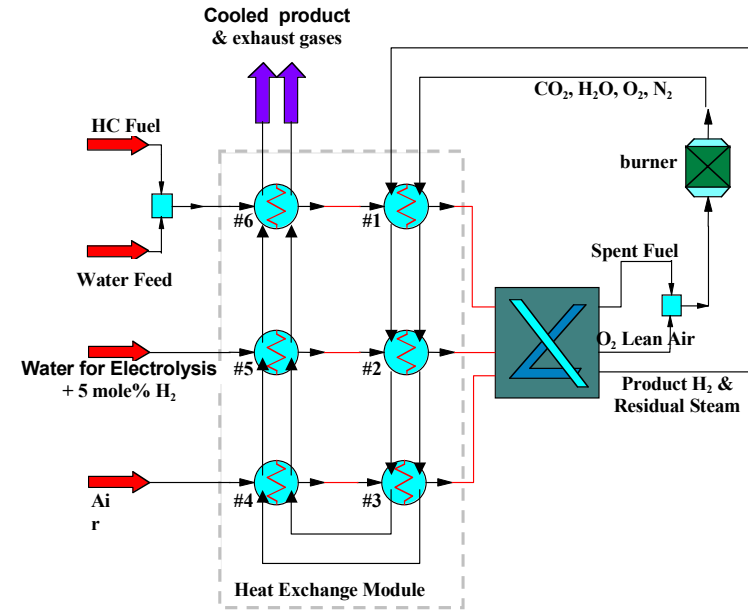 Cooled product
& exhaust gases
CO₂, H₂O, O₂, N₂
HC Fuel
burner
#6
#1
Water Feed
Spent Fuel
O₂ Lean Air
Water for Electrolysis
+ 5 mole% H₂
#5
#2
Product H₂ &
Residual Steam
Ai
r
#4
#3
Heat Exchange Module